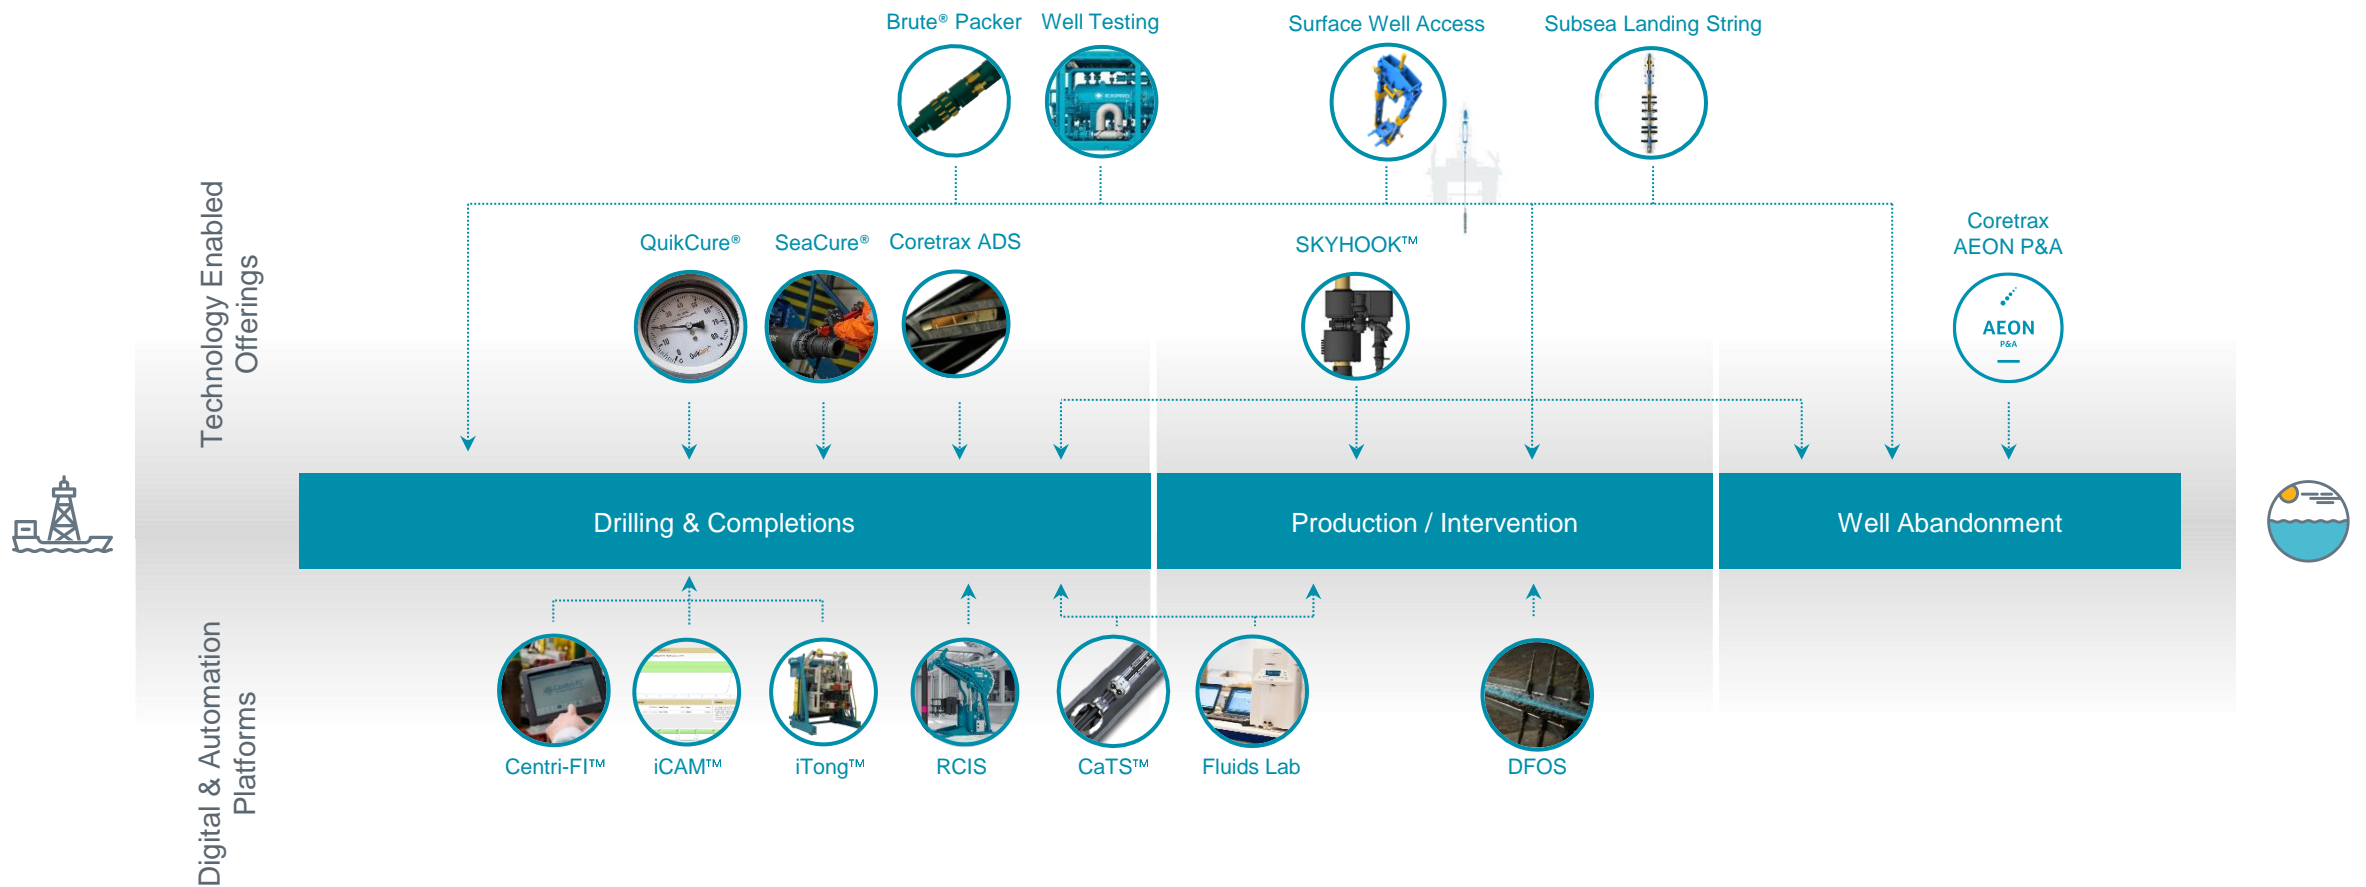 Brute® Packer
Well Testing
Surface Well Access
Subsea Landing String
EXPRO
Technology Enabled
Offerings
QuikCure®
SeaCure®
Coretrax ADS
SKYHOOK™
Coretrax
AEON P&A
AEON
P&A
Drilling & Completions
Production / Intervention
Well Abandonment
Digital & Automation
Platforms
Centri-FI™
iCAM™
iTong™
RCIS
CaTS™
Fluids Lab
DFOS